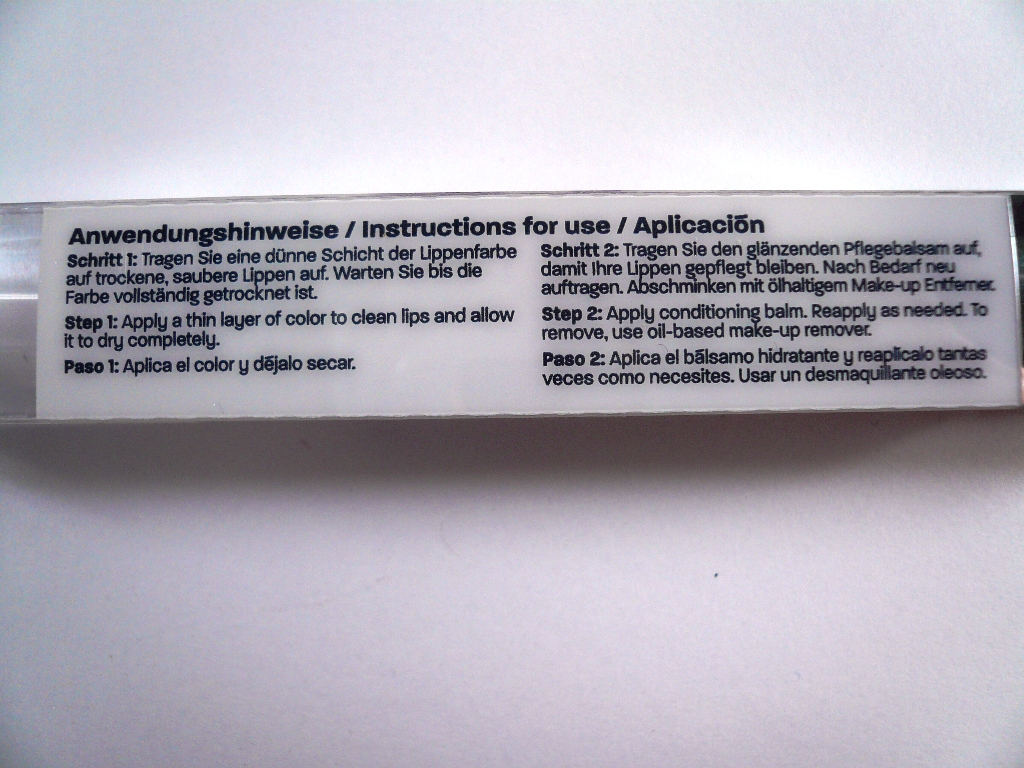 Anwendungshinweise / Instructions for use / Aplicación
Schritt 1: Tragen Sie eine dünne Schicht der Lippenfarbe
auf trockene, saubere Lippen auf. Warten Sie bis die
Farbe vollständig getrocknet ist.
Step 1: Apply a thin layer of color to clean lips and allow
it to dry completely.
Paso 1: Aplica el color y déjalo secar.
Schritt 2: Tragen Sie den glänzenden Pflegebalsam auf,
damit Ihre Lippen gepflegt bleiben. Nach Bedarf neu
auftragen. Abschminken mit ölhaltigem Make-up Entferner.
Step 2: Apply conditioning balm. Reapply as needed. To
remove, use oil-based make-up remover.
Paso 2: Aplica el bálsamo hidratante y reaplícalo tantas
veces como necesites. Usar un desmaquillante oleoso.